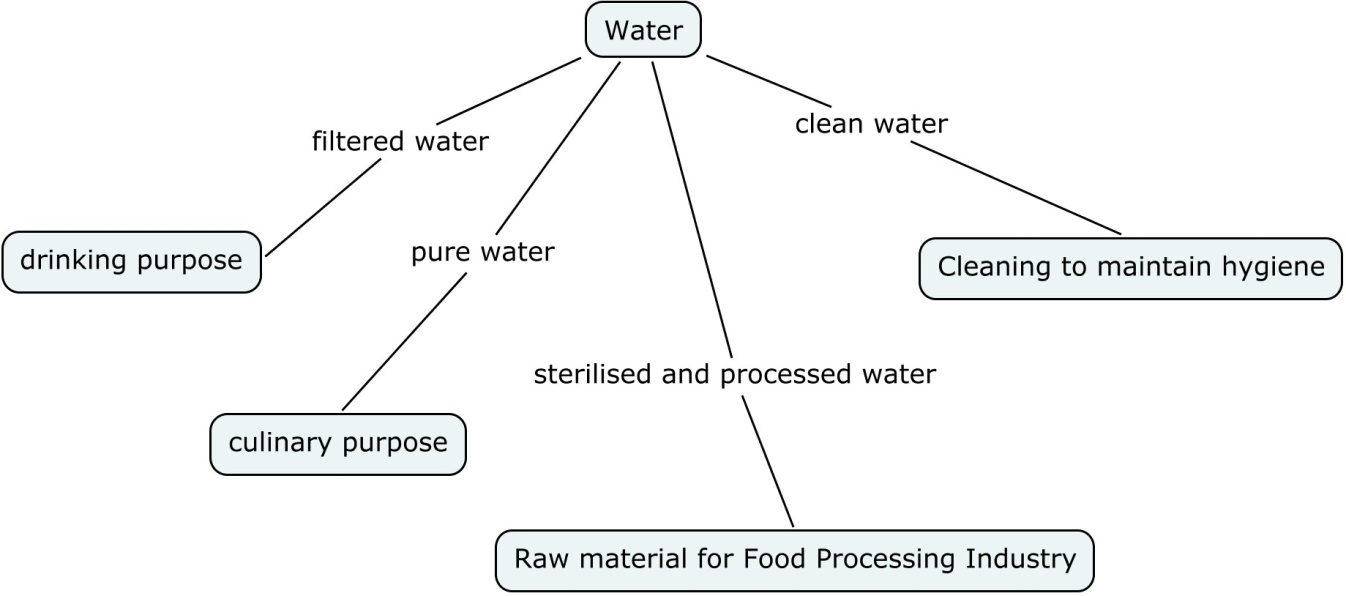 Water
clean water
filtered water
pure water
drinking purpose
Cleaning to maintain hygiene
sterilised and processed water
culinary purpose
Raw material for Food Processing Industry